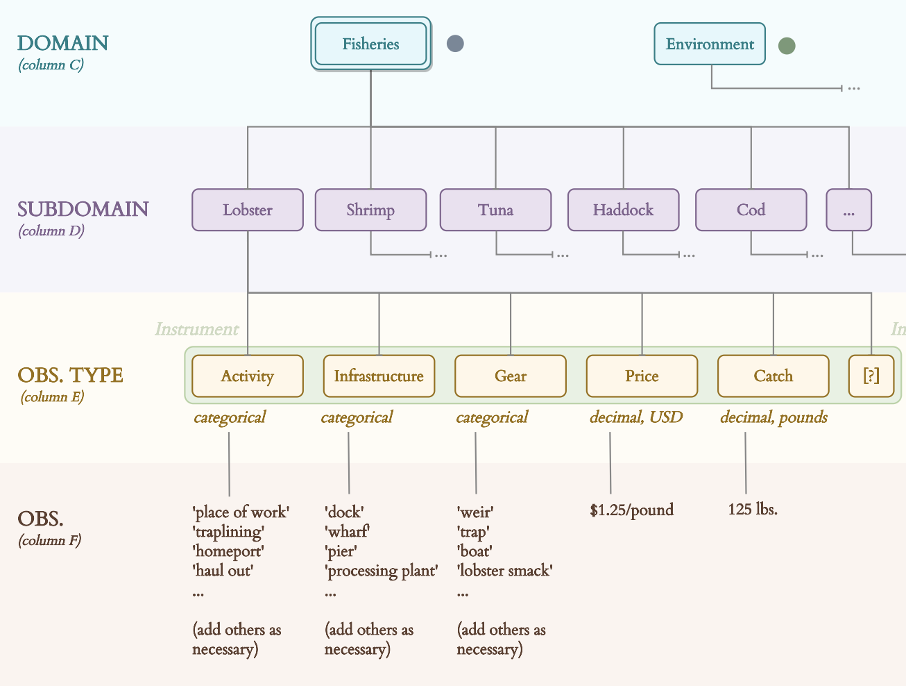 DOMAIN
(column C)
Fisheries
Environment
...
SUBDOMAIN
(column D)
Lobster
Shrimp
Tuna
Haddock
Cod
...
...
...
...
...
Instrument
In
OBS. TYPE
(column E)
Activity
Infrastructure
Gear
Price
Catch
[?]
categorical
categorical
categorical
decimal, USD
decimal, pounds
OBS.
(column F)
'place of work'
'traplining'
'homeport'
'haul out'
...
(add others as
necessary)
'dock'
'wharf'
'pier'
'processing plant'
...
(add others as
necessary)
'weir'
'trap'
'boat'
'lobster smack'
...
(add others as
necessary)
$1.25/pound
125 lbs.